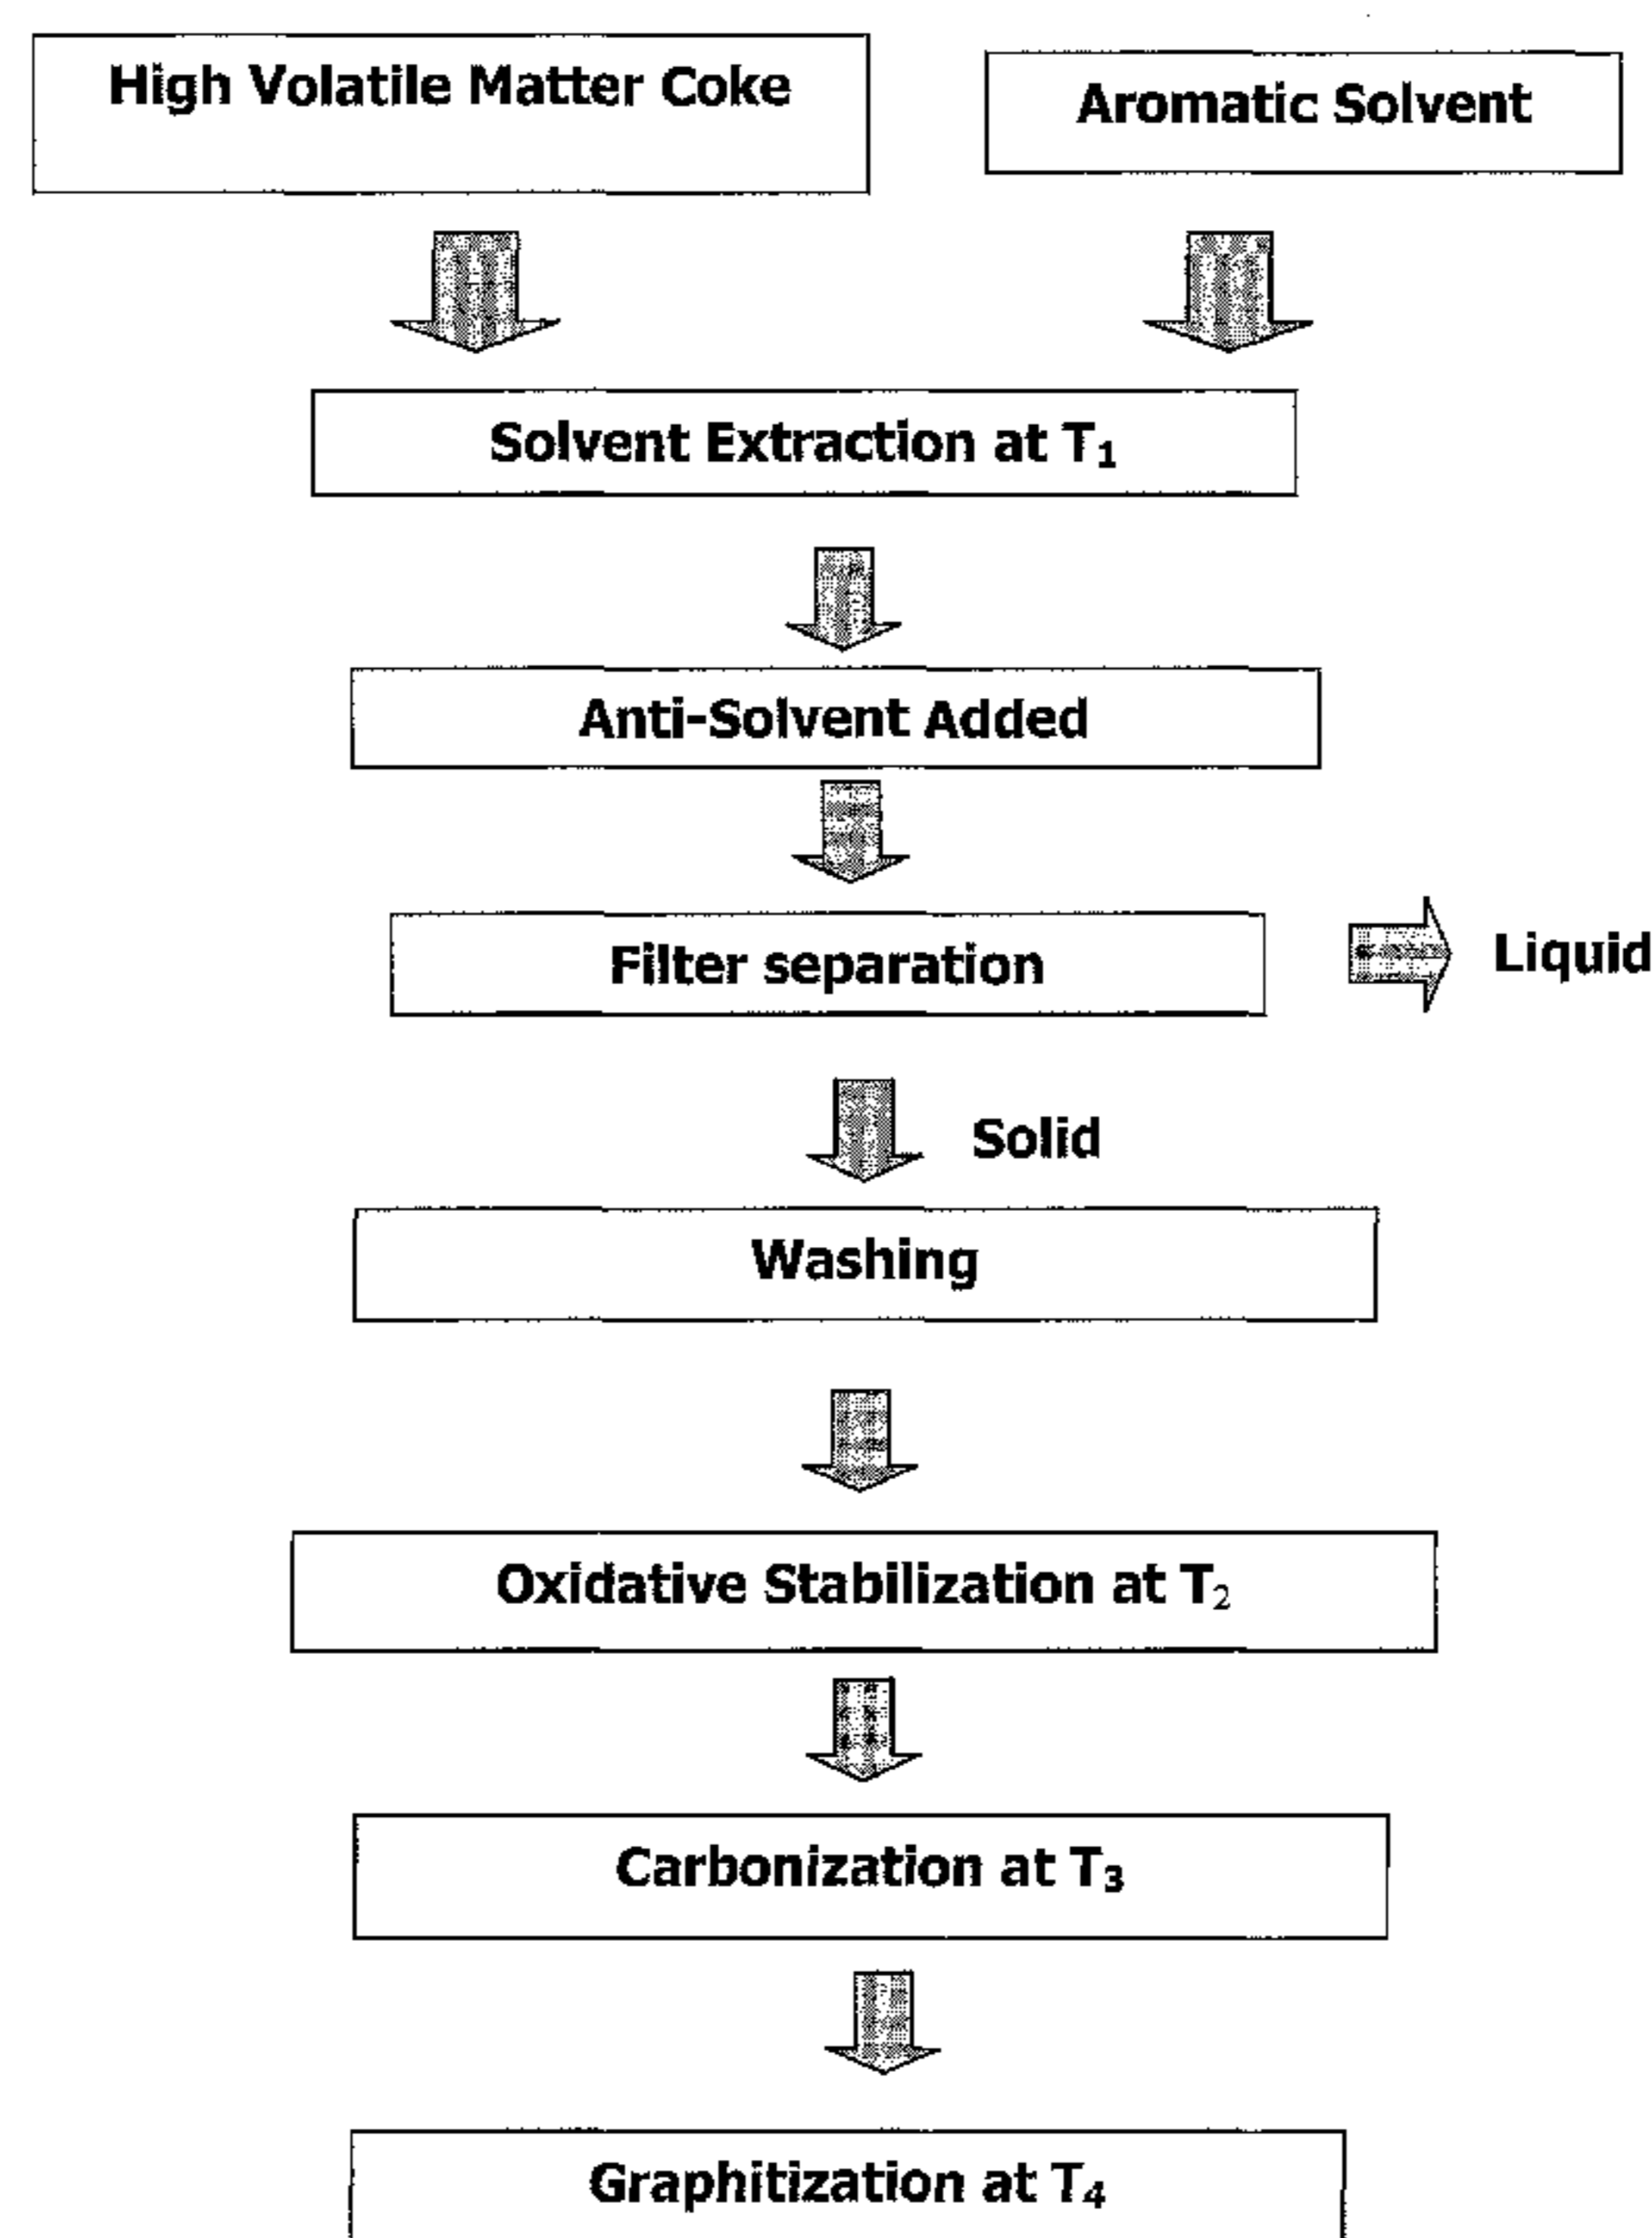 High Volatile Matter Coke
Aromatic Solvent
Solvent Extraction at T₁
Anti-Solvent Added
Filter separation
Liquid
Solid
Washing
Oxidative Stabilization at T₂
Carbonization at T₃
Graphitization at T₄